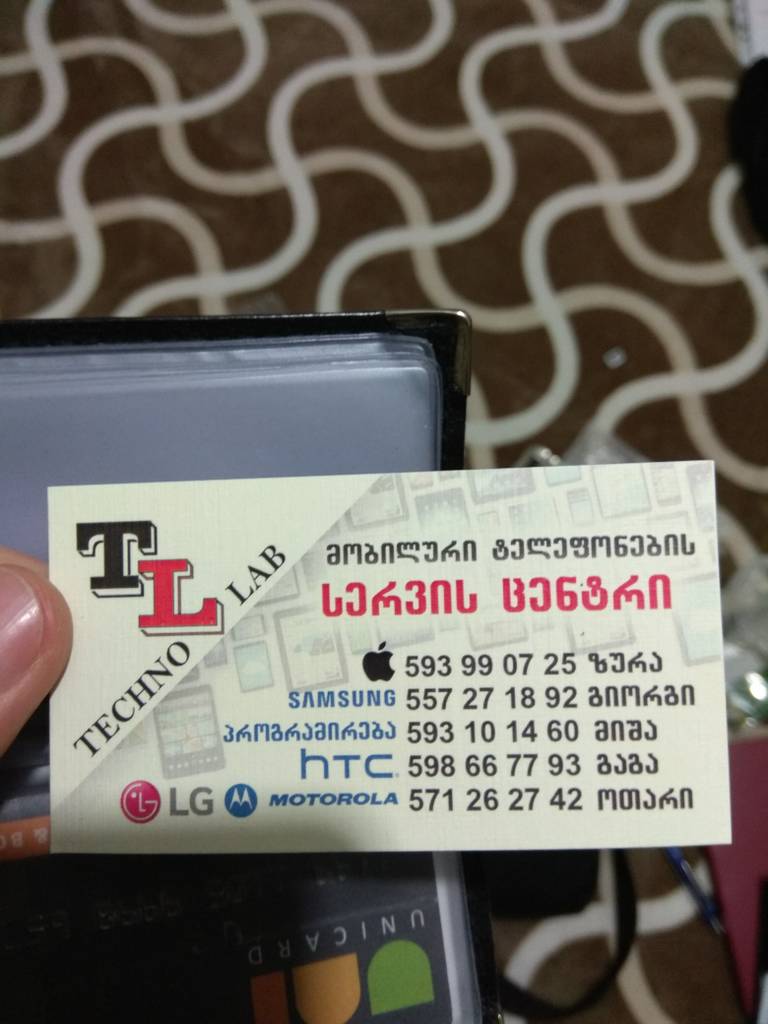 TL
TECHNO LAB
მობილური ტელეფონების
სერვის ცენტრი
593 99 07 25 ზურა
SAMSUNG 557 27 18 92 გიორგი
პროგრამირება 593 10 14 60 მიშა
hTC 598 66 77 93 გაგა
LG MOTOROLA 571 26 27 42 ოთარი
UNICARD